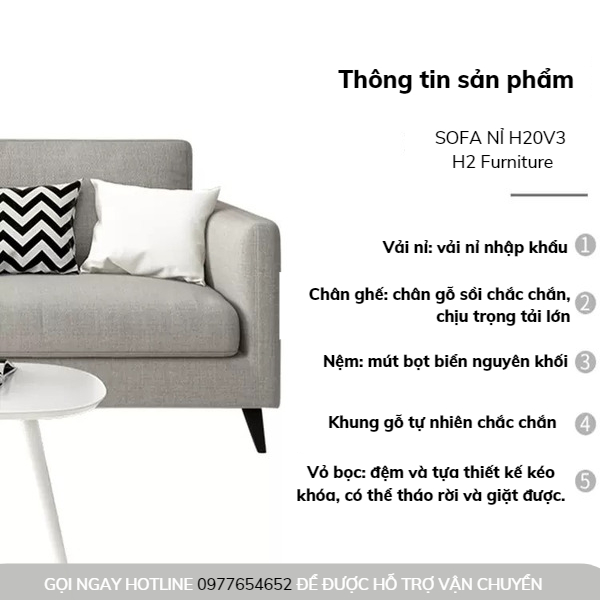 Thông tin sản phẩm
SOFA NỈ H20V3
H2 Furniture
Vải nỉ: vải nỉ nhập khẩu 1
Chân ghế: chân gỗ sồi chắc chắn, 2
chịu trọng tải lớn
Nệm: mút bọt biển nguyên khối 3
Khung gỗ tự nhiên chắc chắn 4
Vỏ bọc: đệm và tựa thiết kế kéo 5
khóa, có thể tháo rời và giặt được.
GỌI NGAY HOTLINE 0977654652 ĐỂ ĐƯỢC HỖ TRỢ VẬN CHUYỂN